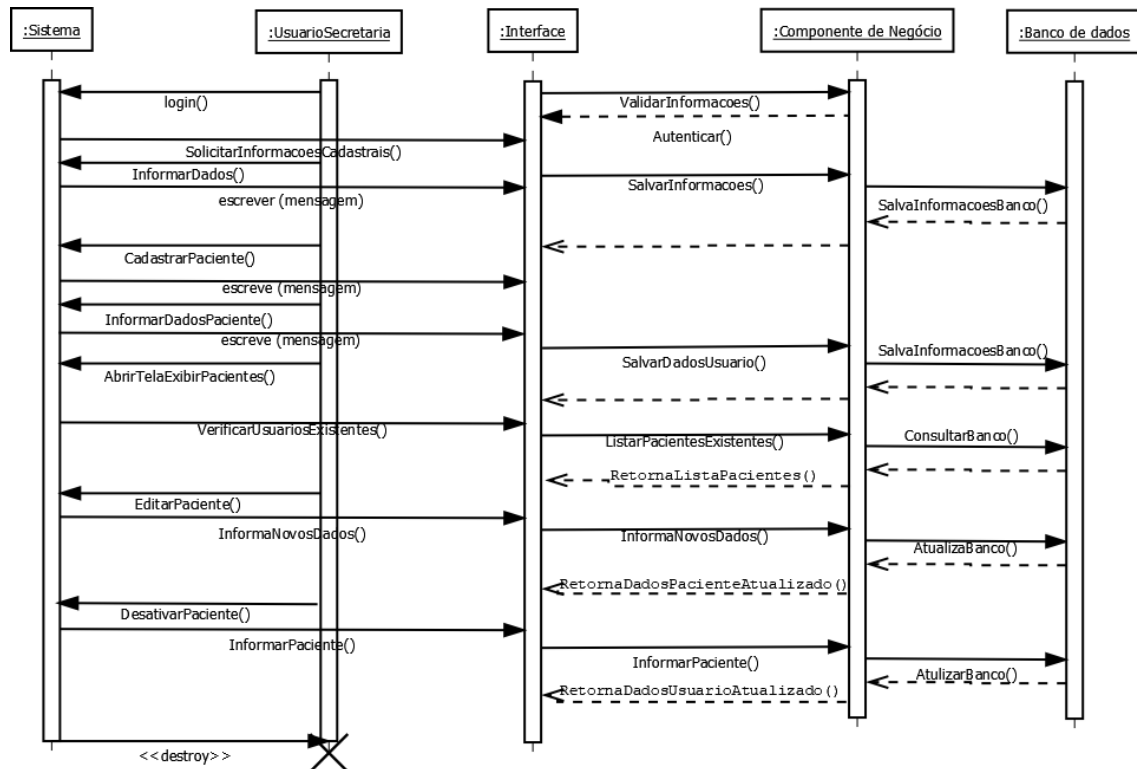 :Sistema
:UsuarioSecretaria
:Interface
:Componente de Negócio
:Banco de dados
login()
ValidarInformacoes()
Autenticar()
SolicitarInformacoesCadastrais()
InformarDados()
SalvarInformacoes()
escrever (mensagem)
SalvaInformacoesBanco()
CadastrarPaciente()
escreve (mensagem)
InformarDadosPaciente()
escreve (mensagem)
SalvarDadosUsuario()
SalvaInformacoesBanco()
AbrirTelaExibirPacientes()
VerificarUsuariosExistentes()
ListarPacientesExistentes()
ConsultarBanco()
RetornaListaPacientes()
EditarPaciente()
InformaNovosDados()
InformaNovosDados()
AtualizaBanco()
RetornaDadosPacienteAtualizado()
DesativarPaciente()
InformarPaciente()
InformarPaciente()
AtulizarBanco()
RetornaDadosUsuarioAtualizado()
<<destroy>>